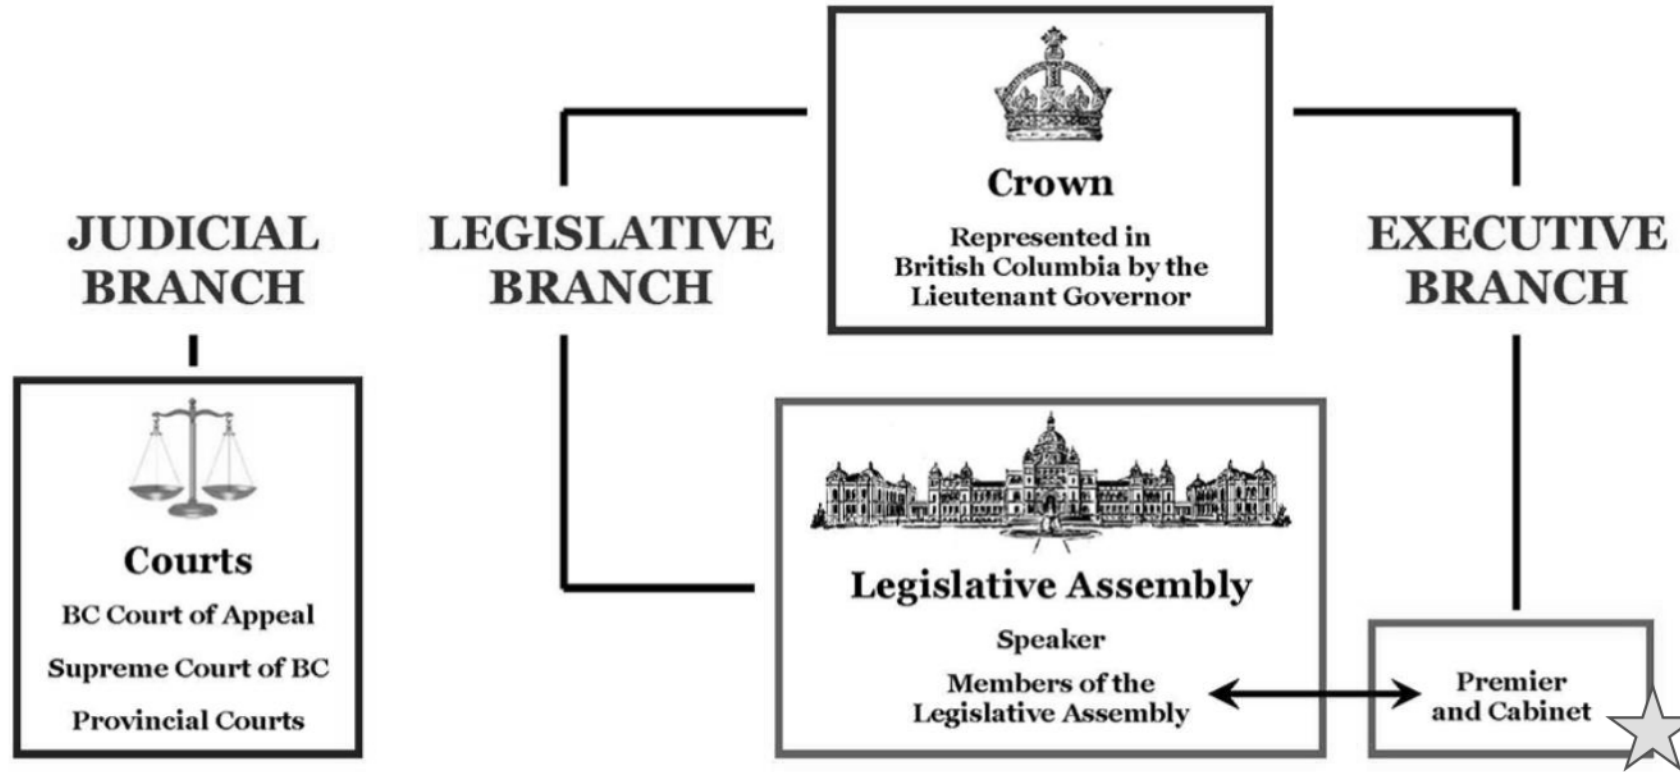 Crown
Represented in
British Columbia by the
Lieutenant Governor
JUDICIAL
BRANCH
LEGISLATIVE
BRANCH
EXECUTIVE
BRANCH
Courts
BC Court of Appeal
Supreme Court of BC
Provincial Courts
Legislative Assembly
Speaker
Members of the
Legislative Assembly
Premier
and Cabinet